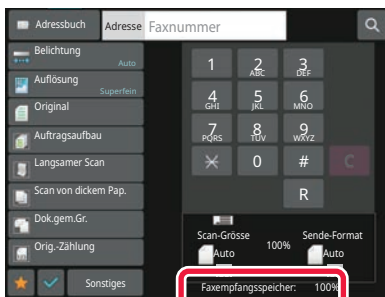 Adressbuch Adresse Faxnummer
Belichtung
Auto
Auflösung
Superfein
Original
Auftragsaufbau
Langsamer Scan
Scan von dickem Pap.
Dok.gem.Gr.
Orig.-Zählung
Sonstiges
1 2 3
ABC DEF
4 5 6
GHI JKL MNO
7 8 9
PQRS TUV WXYZ
0 # C
R
Scan-Grösse Sende-Format
100%
Auto Auto
Faxempfangsspeicher: 100%